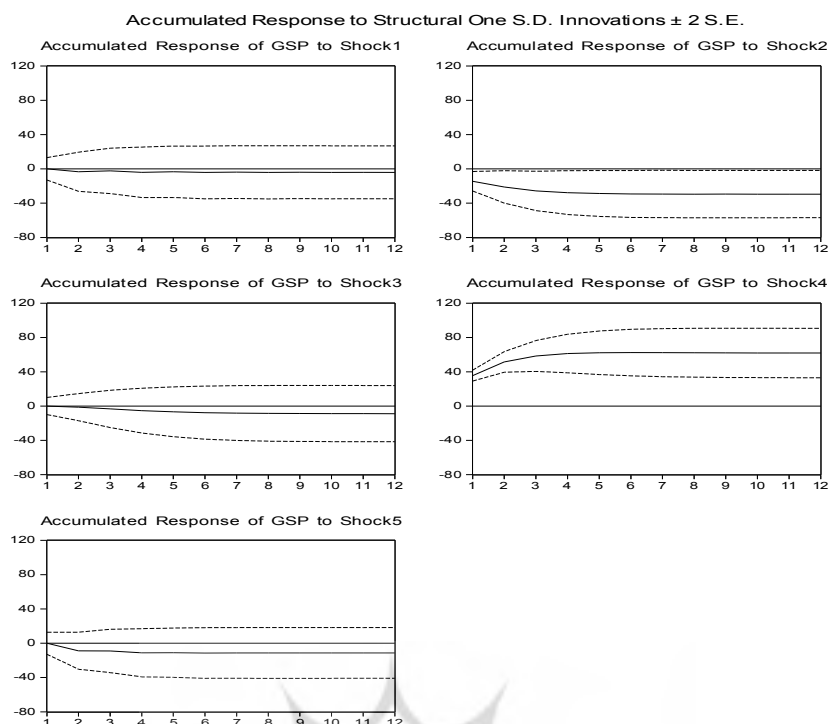 Accumulated Response to Structural One S.D. Innovations ± 2 S.E.
Accumulated Response of GSP to Shock1
120
80
40
0
-40
-80
1 2 3 4 5 6 7 8 9 10 11 12
Accumulated Response of GSP to Shock2
120
80
40
0
-40
-80
1 2 3 4 5 6 7 8 9 10 11 12
Accumulated Response of GSP to Shock3
120
80
40
0
-40
-80
1 2 3 4 5 6 7 8 9 10 11 12
Accumulated Response of GSP to Shock4
120
80
40
0
-40
-80
1 2 3 4 5 6 7 8 9 10 11 12
Accumulated Response of GSP to Shock5
120
80
40
0
-40
-80
1 2 3 4 5 6 7 8 9 10 11 12